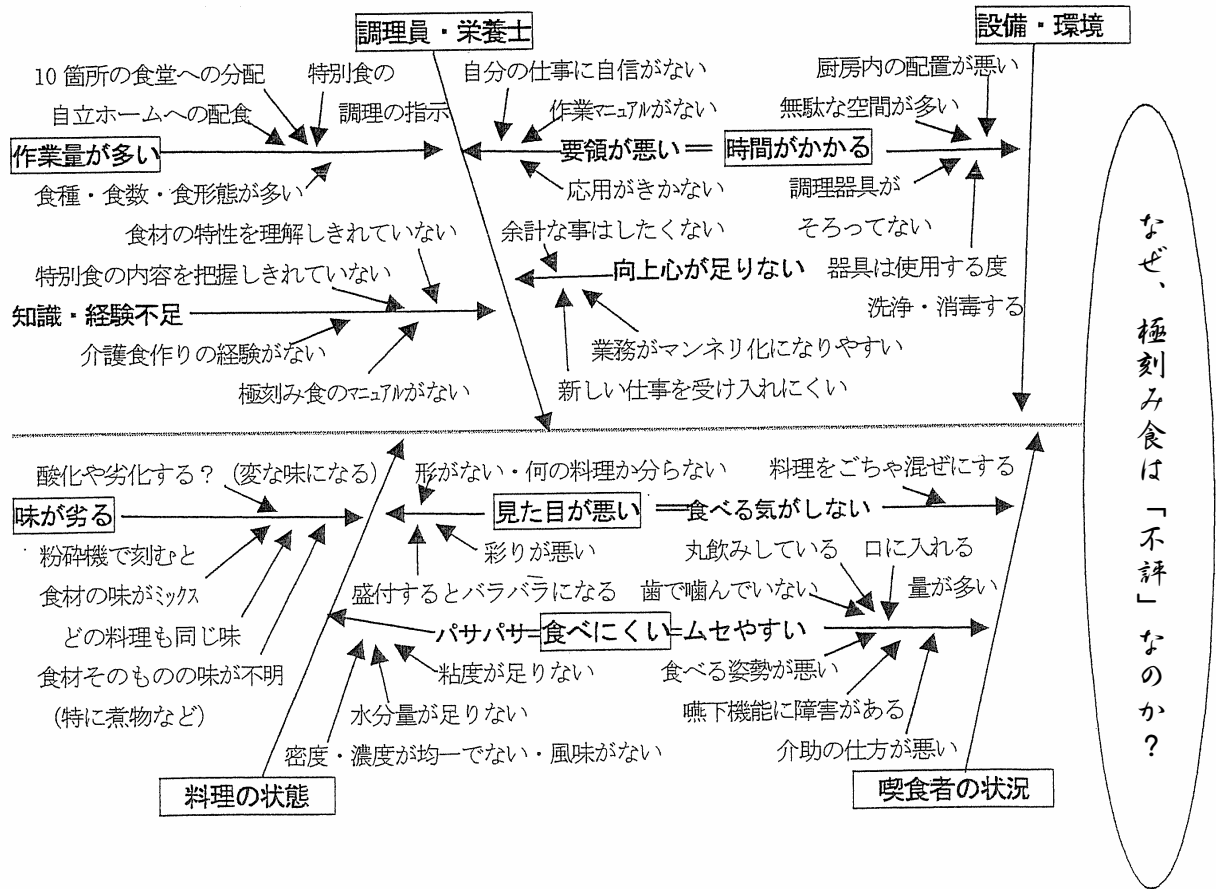 調理員・栄養士
設備・環境
10箇所の食堂への分配
特別食の
調理の指示
自立ホームへの配食
作業量が多い
食種・食数・食形態が多い
自分の仕事に自信がない
作業マニュアルがない
要領が悪い＝時間がかかる
応用がきかない
厨房内の配置が悪い
無駄な空間が多い
調理器具が
そろってない
器具は使用する度
洗浄・消毒する
食材の特性を理解しきれていない
特別食の内容を把握しきれていない
知識・経験不足
介護食作りの経験がない
極刻み食のマニュアルがない
余計な事はしたくない
向上心が足りない
業務がマンネリ化になりやすい
新しい仕事を受け入れにくい
なぜ、極刻み食は「不評」なのか？
酸化や劣化する？（変な味になる）
味が劣る
粉砕機で刻むと
食材の味がミックス
どの料理も同じ味
食材そのものの味が不明
（特に煮物など）
形がない・何の料理か分らない
見た目が悪い＝食べる気がしない
彩りが悪い
盛付するとバラバラになる
料理をごちゃ混ぜにする
パサパサ＝食べにくい＝ムセやすい
粘度が足りない
水分量が足りない
密度・濃度が均一でない・風味がない
丸飲みしている
口に入れる
量が多い
歯で噛んでいない
食べる姿勢が悪い
嚥下機能に障害がある
介助の仕方が悪い
料理の状態
喫食者の状況